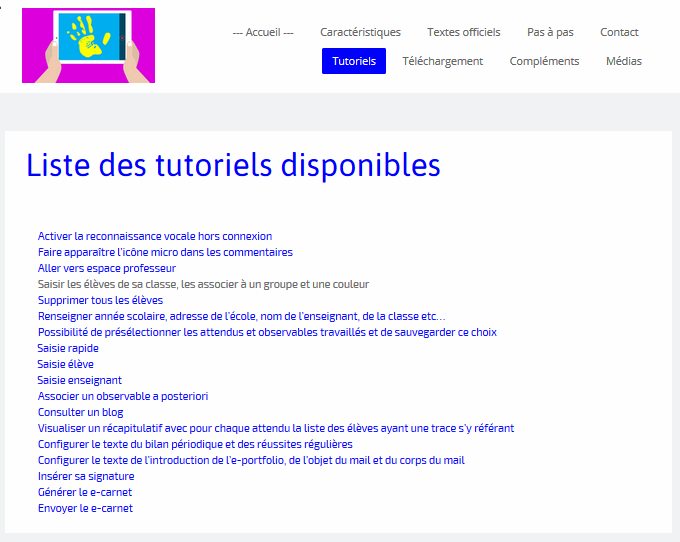 --- Accueil ---
Caractéristiques
Textes officiels
Pas à pas
Contact
Tutoriels
Téléchargement
Compléments
Médias
Liste des tutoriels disponibles
Activer la reconnaissance vocale hors connexion
Faire apparaître l'icône micro dans les commentaires
Aller vers espace professeur
Saisir les élèves de sa classe, les associer à un groupe et une couleur
Supprimer tous les élèves
Renseigner année scolaire, adresse de l'école, nom de l'enseignant, de la classe etc...
Possibilité de présélectionner les attendus et observables travaillés et de sauvegarder ce choix
Saisie rapide
Saisie élève
Saisie enseignant
Associer un observable a posteriori
Consulter un blog
Visualiser un récapitulatif avec pour chaque attendu la liste des élèves ayant une trace s'y référant
Configurer le texte du bilan périodique et des réussites régulières
Configurer le texte de l'introduction de l'e-portfolio, de l'objet du mail et du corps du mail
Insérer sa signature
Générer le e-carnet
Envoyer le e-carnet